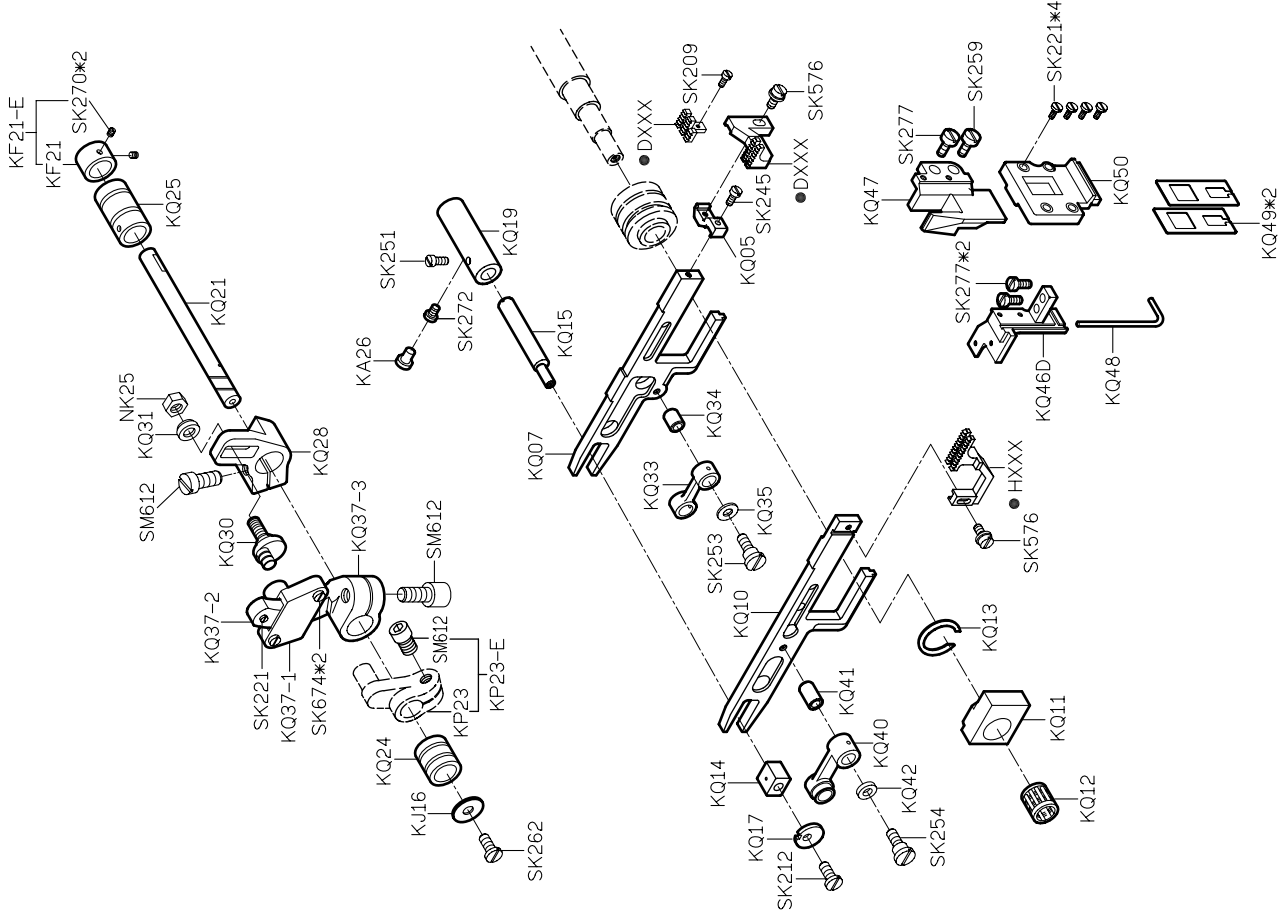 KF21-E
SK270*2
KF21
KQ25
KQ21
NK25
KQ31
KQ28
SM612
KQ30
KQ37-3
SM612
KQ37-2
SK221
KQ37-1
SK674*2
SM612
KP23
KP23-E
KQ24
KJ16
SK262
SK251
KQ19
SK272
KA26
KQ15
DXXX
SK209
SK576
DXXX
SK245
KQ05
KQ07
KQ34
KQ33
KQ35
SK253
KQ10
HXXX
SK576
KQ13
KQ11
KQ12
KQ41
KQ40
KQ42
SK254
KQ14
KQ17
SK212
SK277
SK259
SK221*4
KQ47
KQ50
KQ49*2
SK277*2
KQ46D
KQ48